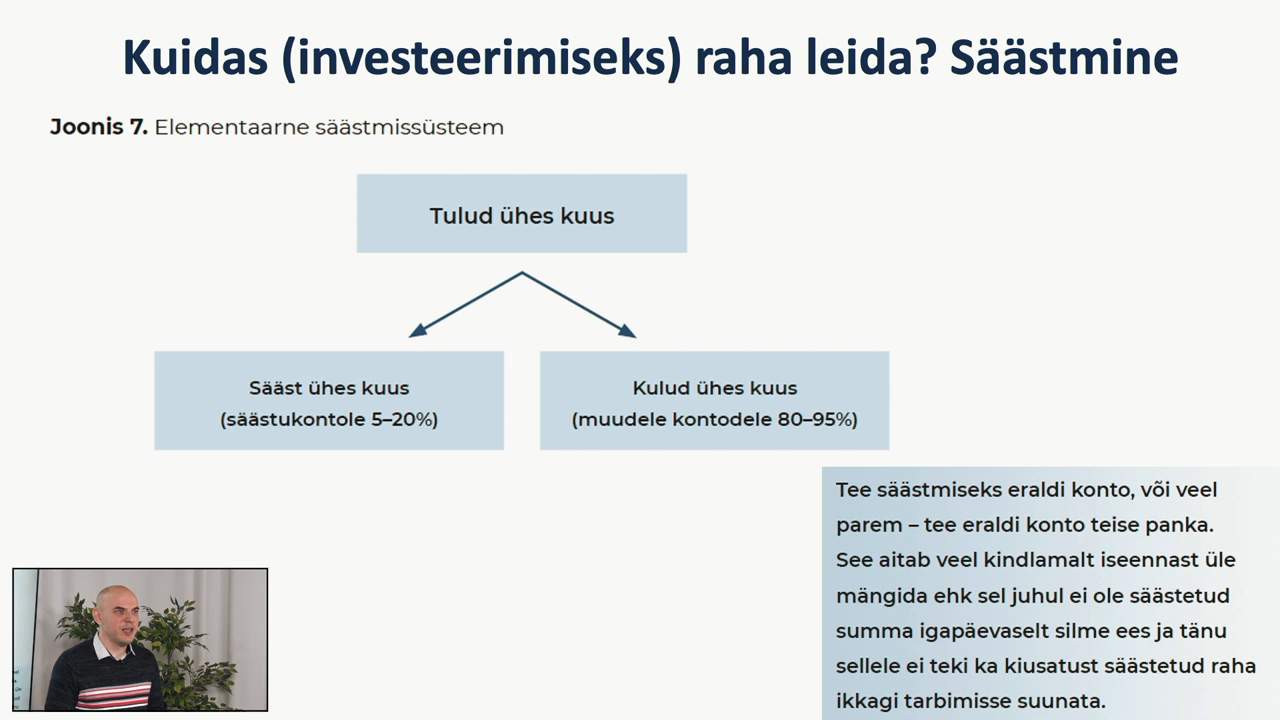 Kuidas (investeerimiseks) raha leida? Säästmine
Joonis 7. Elementaarne säästmissüsteem
Tulud ühes kuus
Sääst ühes kuus
(säästukontole 5–20%)
Kulud ühes kuus
(muudele kontodele 80–95%)
Tee säästmiseks eraldi konto, või veel
parem – tee eraldi konto teise panka.
See aitab veel kindlamalt iseennast üle
mängida ehk sel juhul ei ole säästetud
summa igapäevaselt silme ees ja tänu
sellele ei teki ka kiusatust säästetud raha
ikkagi tarbimisse suunata.